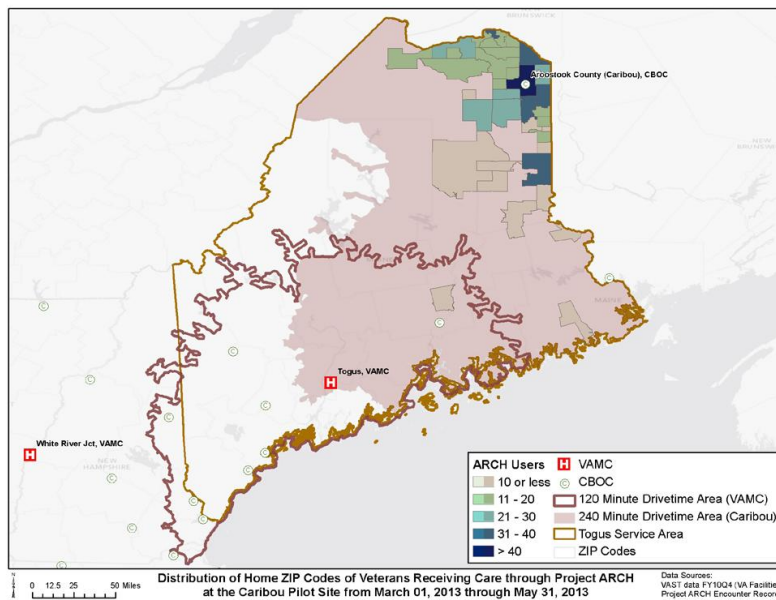 BRUNSWICK
Aroostook County (Caribou), CBOC
C
NEW
BRUNSWICK
C
MAINE
C
C
C
C
Togus, VAMC
H
C
C
White River Jct, VAMC
H
NEW
HAMPSHIRE
C
C
C
C
C
C
C
C
ARCH Users
10 or less
11 - 20
21 - 30
31 - 40
> 40
H VAMC
C CBOC
120 Minute Drivetime Area (VAMC)
240 Minute Drivetime Area (Caribou)
Togus Service Area
ZIP Codes
0 12.5 25 50 Miles
Distribution of Home ZIP Codes of Veterans Receiving Care through Project ARCH
at the Caribou Pilot Site from March 01, 2013 through May 31, 2013
Data Sources:
VAST data FY10Q4 (VA Facilitie
Project ARCH Encounter Record